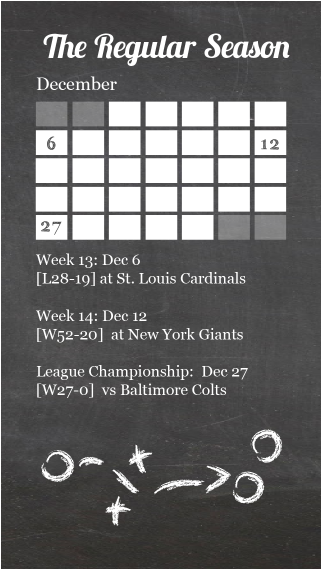 The Regular Season
December
6 12
27
Week 13: Dec 6
[L28-19] at St. Louis Cardinals
Week 14: Dec 12
[W52-20] at New York Giants
League Championship: Dec 27
[W27-0] vs Baltimore Colts